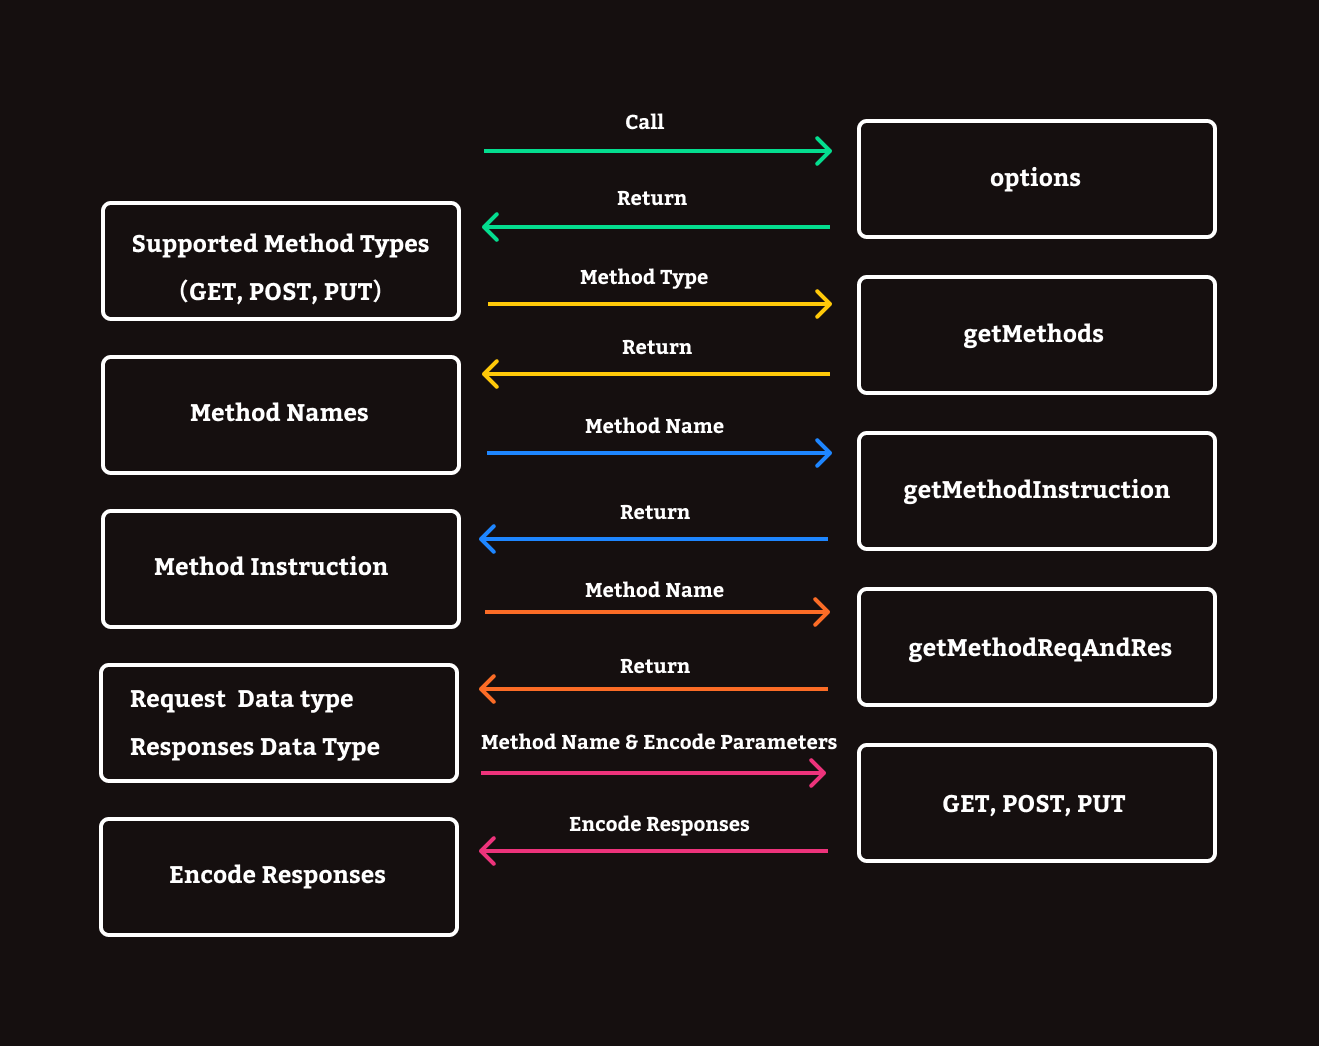 Call
options
Return
Supported Method Types
（GET, POST, PUT）
Method Type
getMethods
Return
Method Names
Method Name
getMethodInstruction
Return
Method Instruction
Method Name
getMethodReqAndRes
Return
Request  Data type
Responses Data Type
Method Name & Encode Parameters
GET, POST, PUT
Encode Responses
Encode Responses